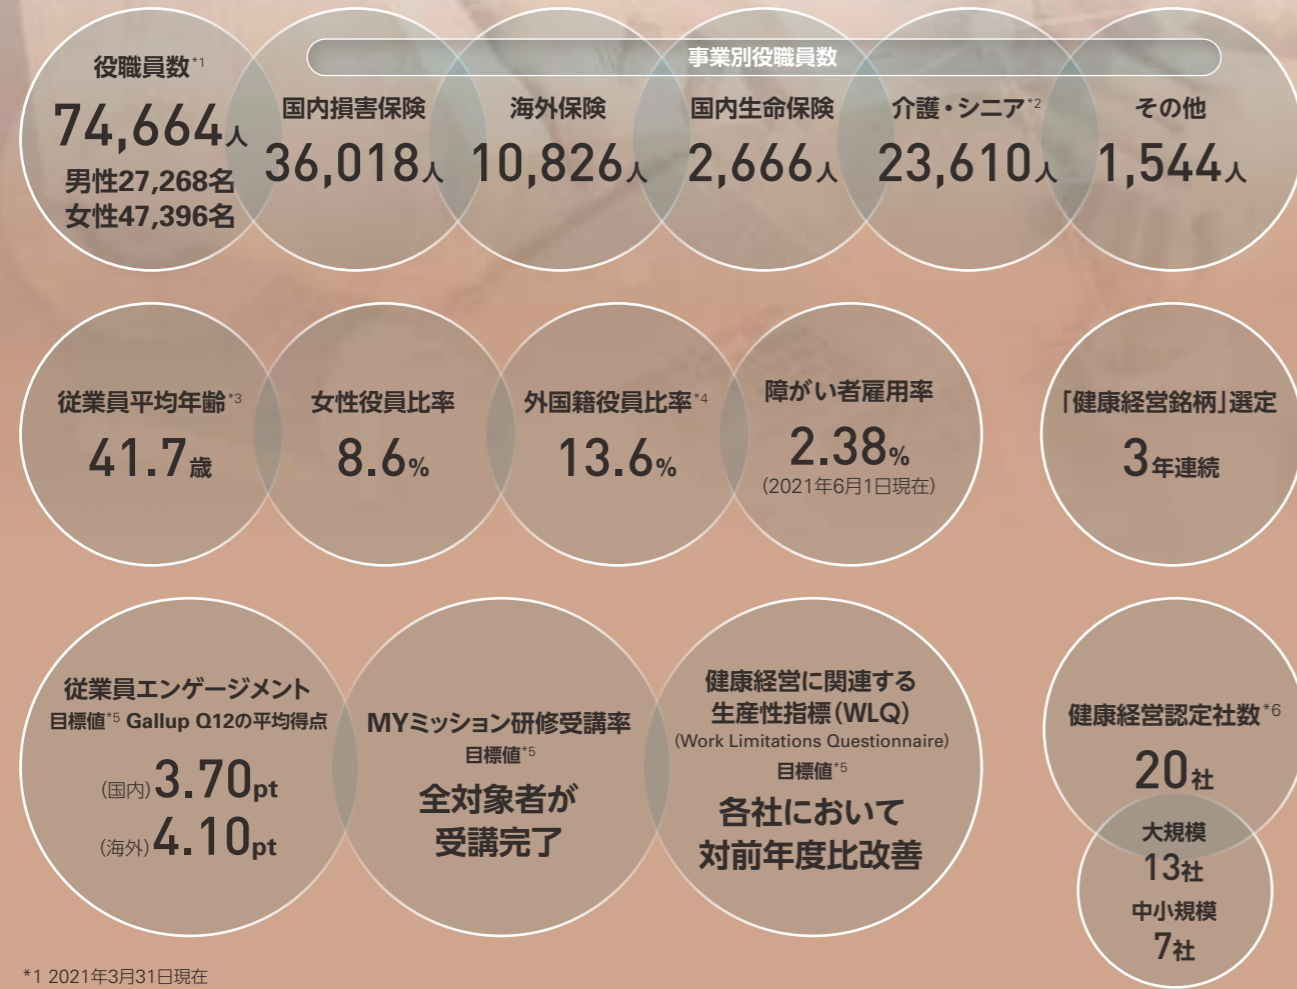 役職員数*1
74,664人
男性27,268名
女性47,396名
事業別役職員数
国内損害保険
36,018人
海外保険
10,826人
国内生命保険
2,666人
介護・シニア*2
23,610人
その他
1,544人
従業員平均年齢*3
41.7歳
女性役員比率
8.6%
外国籍役員比率*4
13.6%
障がい者雇用率
2.38%
(2021年6月1日現在)
「健康経営銘柄」選定
3年連続
従業員エンゲージメント
目標値*5 Gallup Q12の平均得点
(国内)3.70pt
(海外)4.10pt
MYミッション研修受講率
目標値*5
全対象者が
受講完了
健康経営に関連する
生産性指標(WLQ)
(Work Limitations Questionnaire)
目標値*5
各社において
対前年度比改善
健康経営認定社数*6
20社
大規模
13社
中小規模
7社
*1 2021年3月31日現在